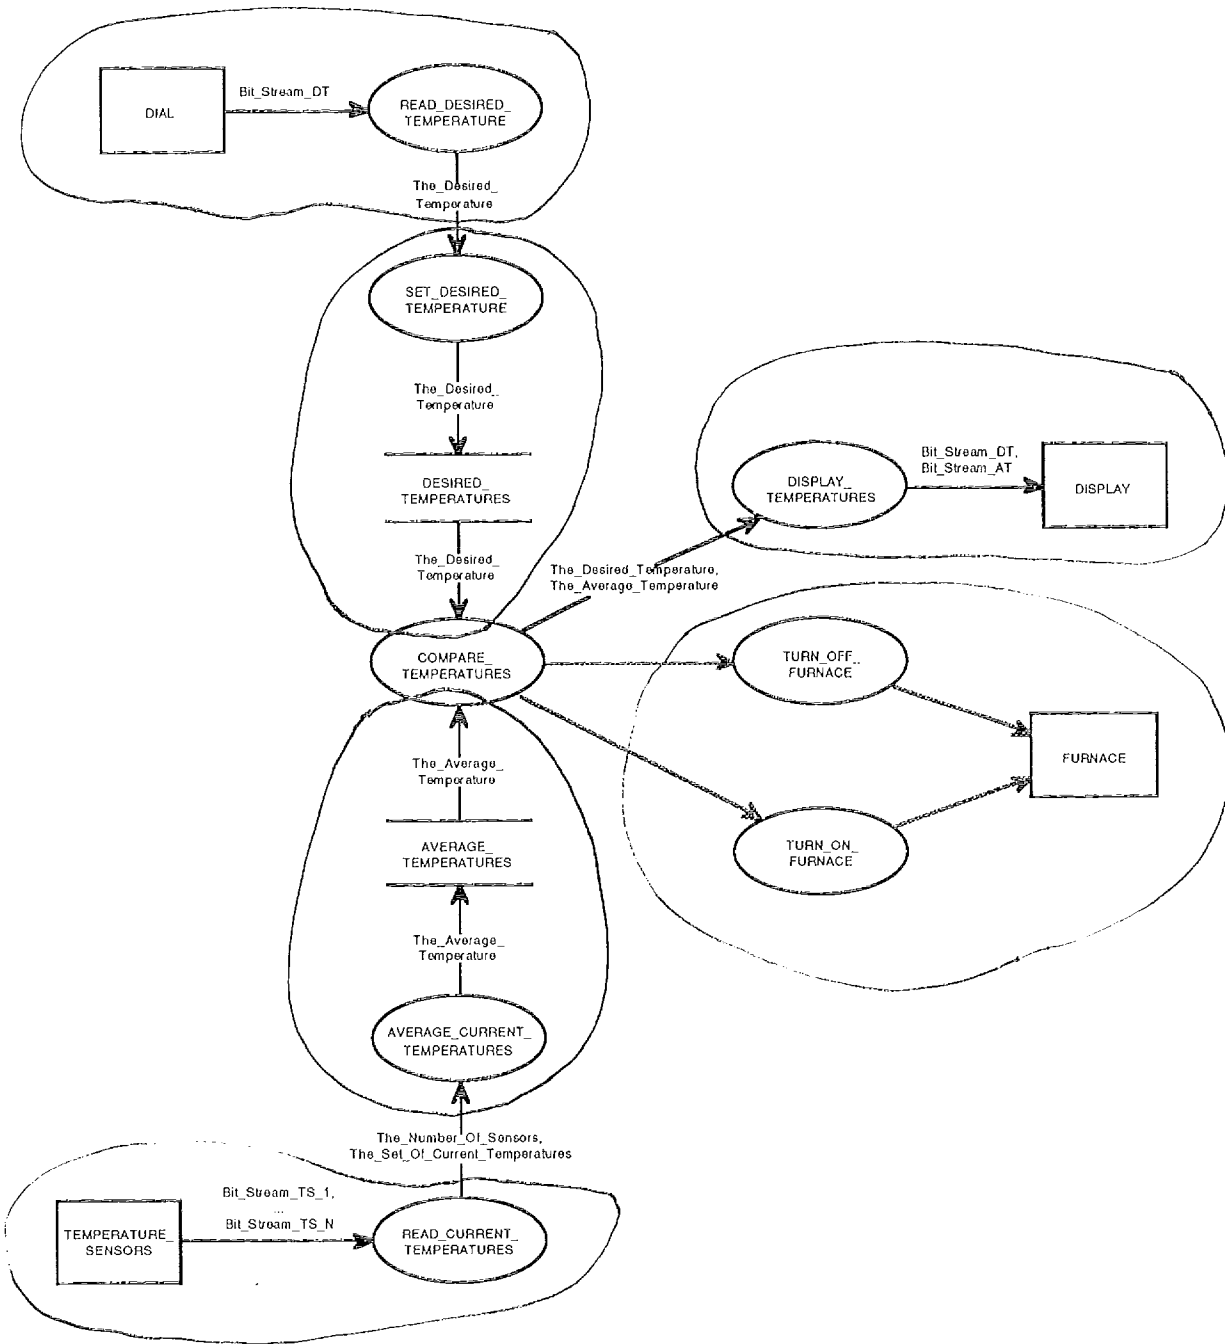 DIAL
Bit_Stream_DT
READ_DESIRED_
TEMPERATURE
The_Desired_
Temperature
SET_DESIRED_
TEMPERATURE
The_Desired_
Temperature
DESIRED_
TEMPERATURES
The_Desired_
Temperature
DISPLAY_
TEMPERATURES
Bit_Stream_DT,
Bit_Stream_AT
DISPLAY
The_Desired_Temperature,
The_Average_Temperature
COMPARE_
TEMPERATURES
TURN_OFF_
FURNACE
FURNACE
TURN_ON_
FURNACE
The_Average_
Temperature
AVERAGE_
TEMPERATURES
The_Average_
Temperature
AVERAGE_CURRENT_
TEMPERATURES
The_Number_Of_Sensors,
The_Set_Of_Current_Temperatures
TEMPERATURE_
SENSORS
Bit_Stream_TS_1,
...
Bit_Stream_TS_N
READ_CURRENT_
TEMPERATURES